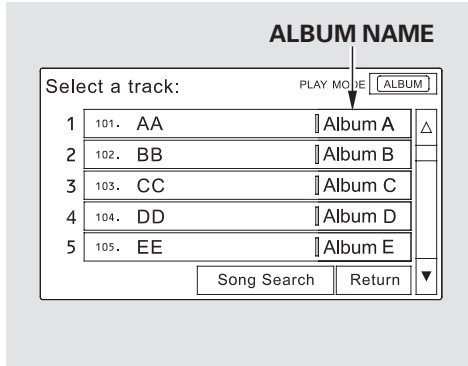 ALBUM NAME
Select a track: PLAY MODE ALBUM
1 101. AA Album A
2 102. BB Album B
3 103. CC Album C
4 104. DD Album D
5 105. EE Album E
Song Search Return